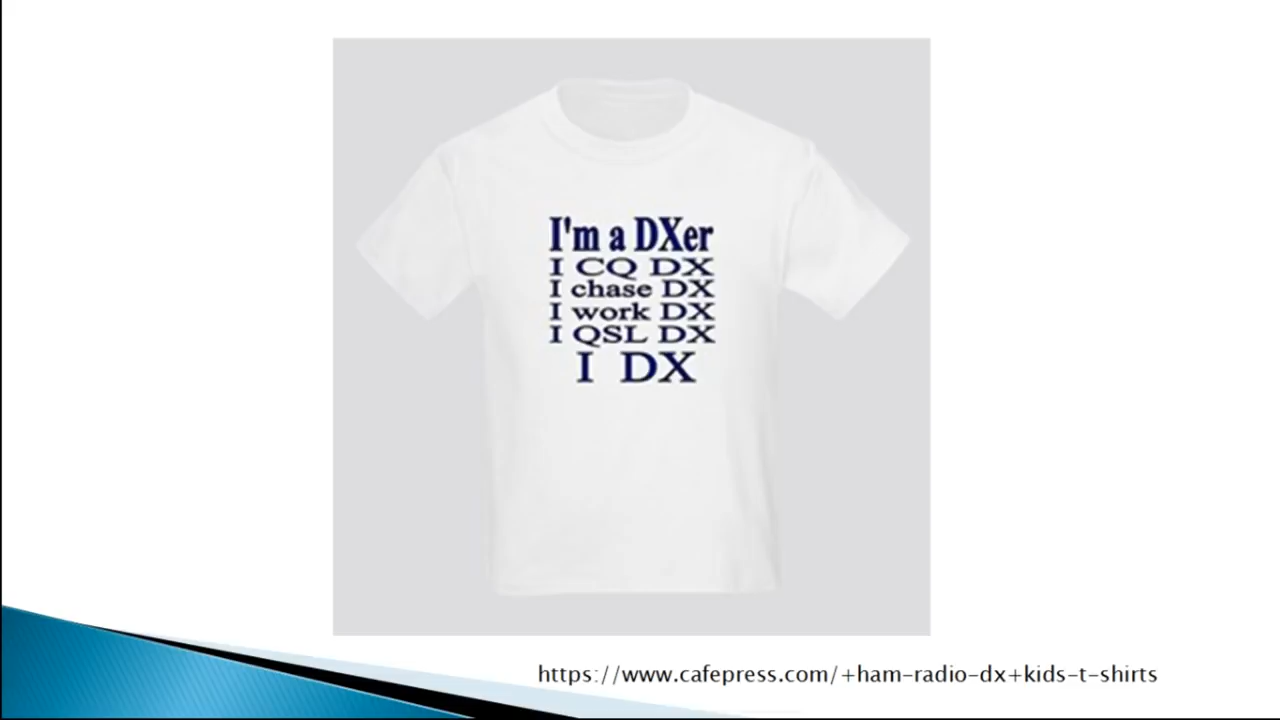 I'm a DXer
I CQ DX
I chase DX
I work DX
I QSL DX
I DX
https://www.cafepress.com/+ham-radio-dx+kids-t-shirts